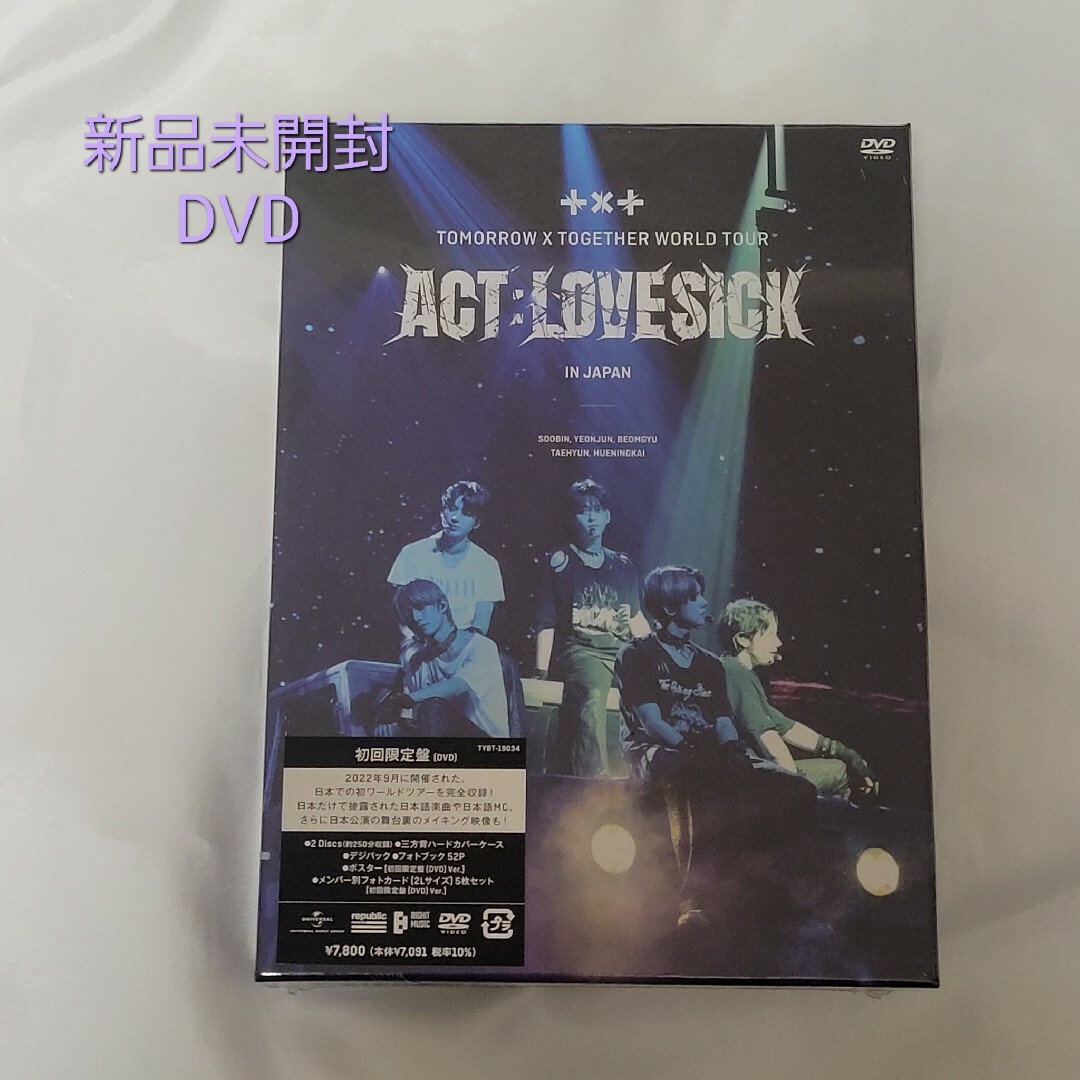 新品未開封
DVD
DVD
VIDEO
TOMORROW X TOGETHER WORLD TOUR
ACT:LOVESICK
IN JAPAN
SOOBIN, YEONJUN, BEOMGYU
TAEHYUN, HUENINGKAI
初回限定盤 (DVD)
TYBT-19034
2022年9月に開催された、
日本での初ワールドツアーを完全収録!
日本だけで披露された日本語楽曲や日本語MC、
さらに日本公演の舞台裏のメイキング映像も!
●2 Discs(約250分収録) ●三方背ハードカバーケース
●デジパック ●フォトブック 52P
●ポスター [初回限定盤 (DVD) Ver.]
●メンバー別フォトカード (2Lサイズ) 5枚セット
[初回限定盤 (DVD) Ver.]
UNIVERSAL
republic
BIGHIT
MUSIC
DVD
VIDEO
プラ
UNIVERSAL MUSIC GROUP
¥7,800 (本体¥7,091 税率10%)